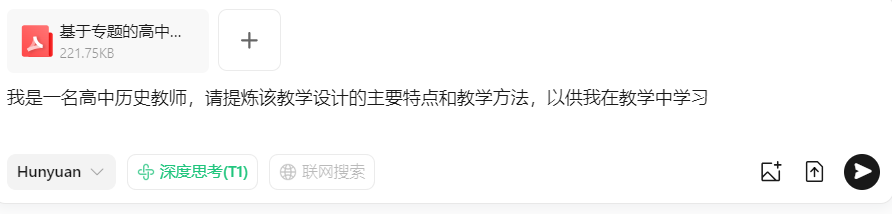 基于专题的高中...
221.75KB
我是一名高中历史教师，请提炼该教学设计的主要特点和教学方法，以供我在教学中学习
Hunyuan
深度思考(T1)
联网搜索